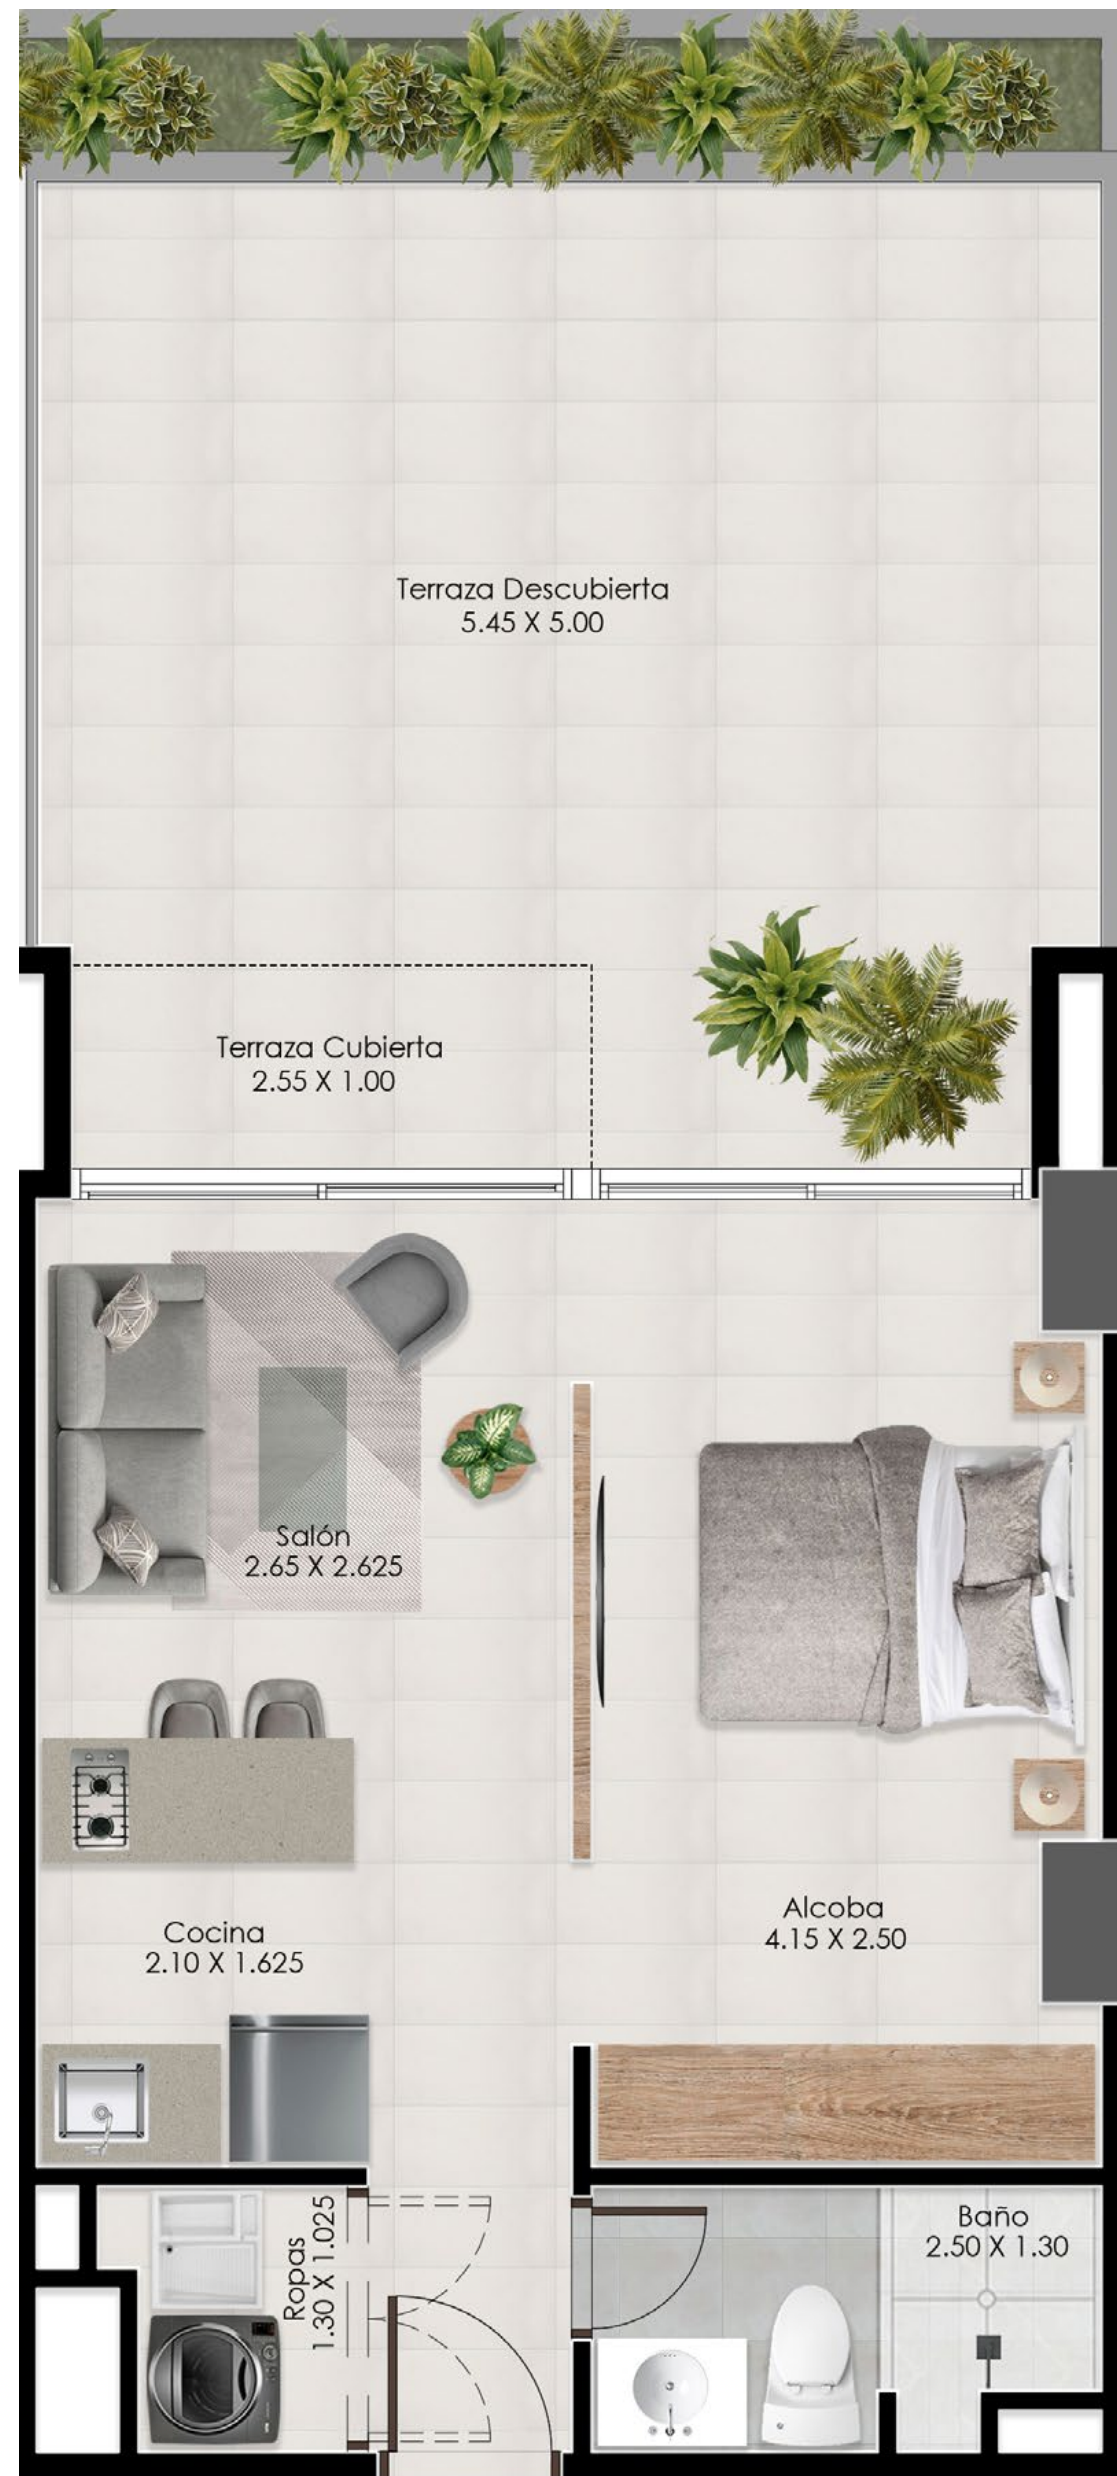 Terraza Descubierta
5.45 X 5.00
Terraza Cubierta
2.55 X 1.00
Salón
2.65 X 2.625
Alcoba
4.15 X 2.50
Cocina
2.10 X 1.625
Ropas
1.30 X 1.025
Baño
2.50 X 1.30